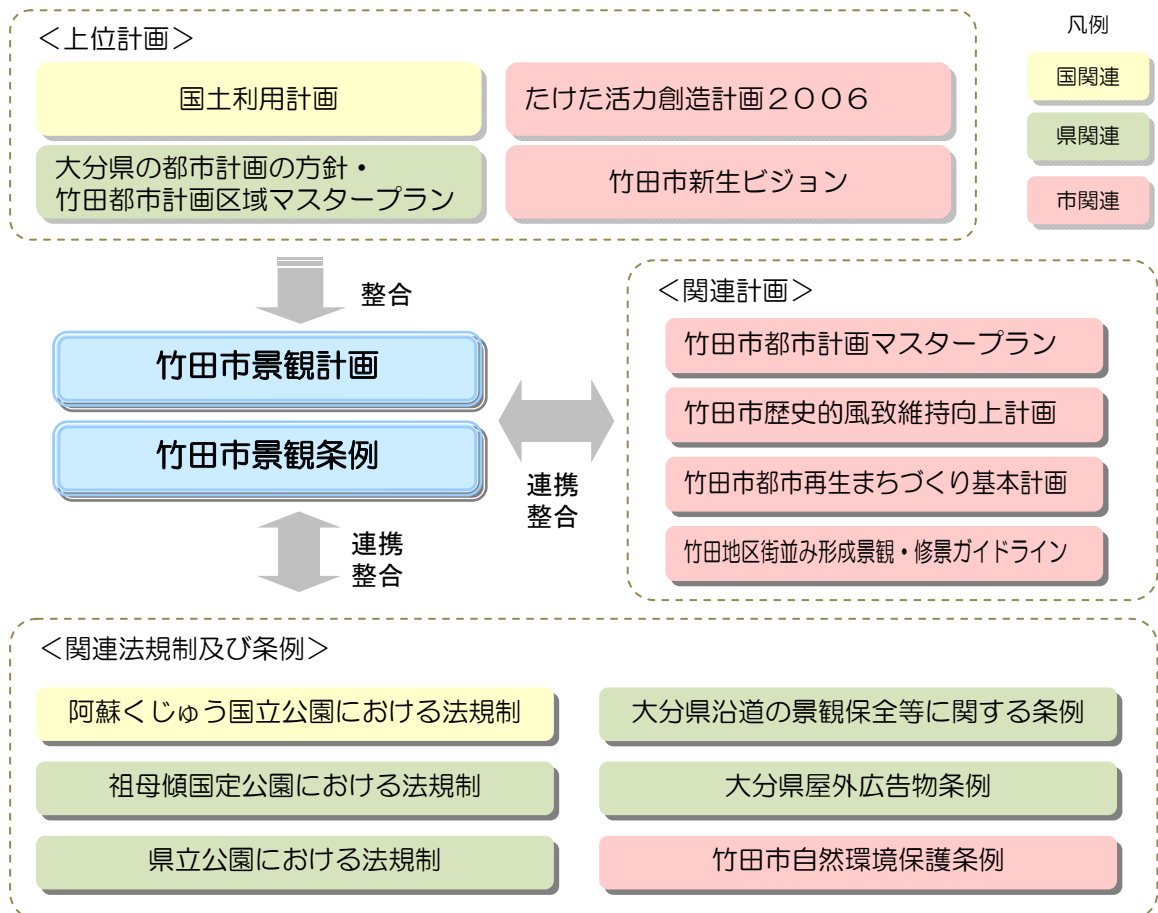 ＜上位計画＞
国土利用計画
たけた活力創造計画２００６
大分県の都市計画の方針・
竹田都市計画区域マスタープラン
竹田市新生ビジョン
凡例
国関連
県関連
市関連
整合
竹田市景観計画
竹田市景観条例
連携
整合
＜関連計画＞
竹田市都市計画マスタープラン
竹田市歴史的風致維持向上計画
竹田市都市再生まちづくり基本計画
竹田地区街並み形成景観・修景ガイドライン
連携
整合
＜関連法規制及び条例＞
阿蘇くじゅう国立公園における法規制
大分県沿道の景観保全等に関する条例
祖母傾国定公園における法規制
大分県屋外広告物条例
県立公園における法規制
竹田市自然環境保護条例